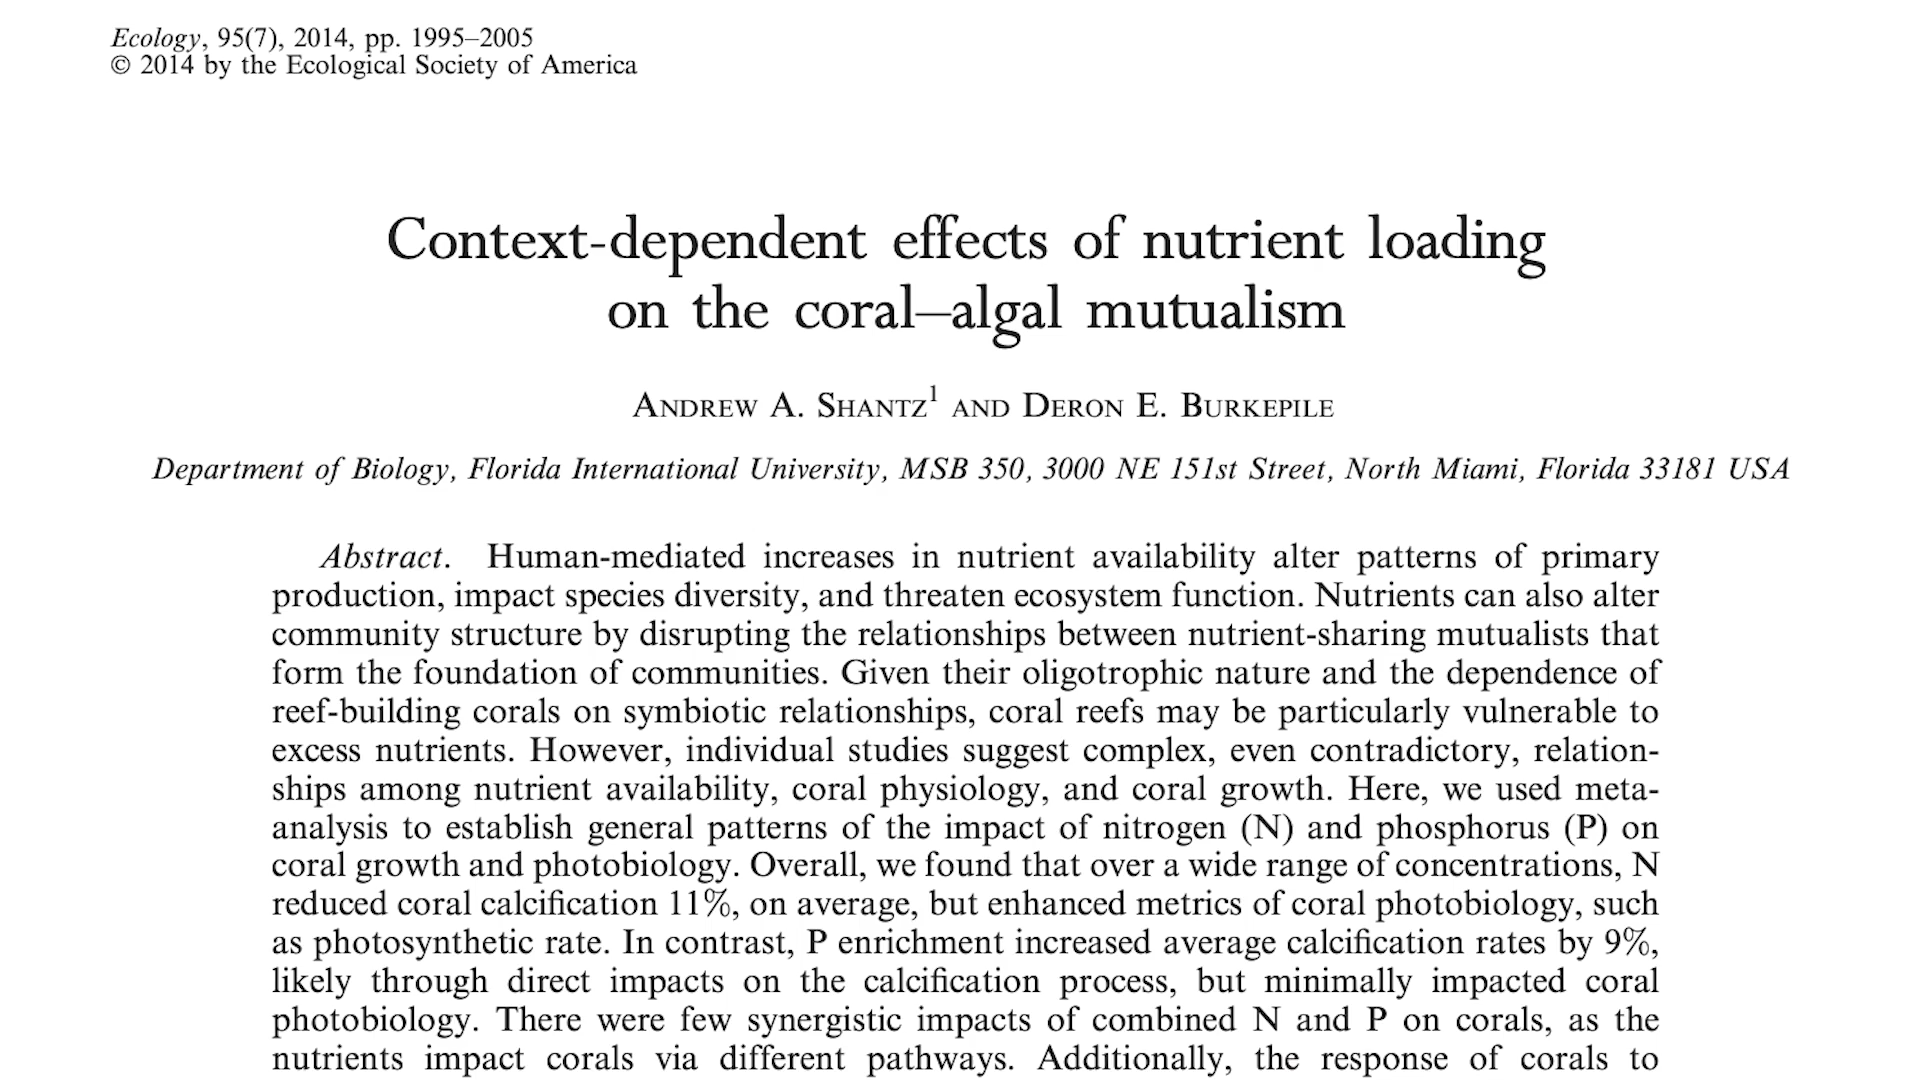 Ecology, 95(7), 2014, pp. 1995–2005
© 2014 by the Ecological Society of America
Context-dependent effects of nutrient loading
on the coral–algal mutualism
ANDREW A. SHANTZ1 AND DERON E. BURKEPILE
Department of Biology, Florida International University, MSB 350, 3000 NE 151st Street, North Miami, Florida 33181 USA
Abstract. Human-mediated increases in nutrient availability alter patterns of primary
production, impact species diversity, and threaten ecosystem function. Nutrients can also alter
community structure by disrupting the relationships between nutrient-sharing mutualists that
form the foundation of communities. Given their oligotrophic nature and the dependence of
reef-building corals on symbiotic relationships, coral reefs may be particularly vulnerable to
excess nutrients. However, individual studies suggest complex, even contradictory, relation-
ships among nutrient availability, coral physiology, and coral growth. Here, we used meta-
analysis to establish general patterns of the impact of nitrogen (N) and phosphorus (P) on
coral growth and photobiology. Overall, we found that over a wide range of concentrations, N
reduced coral calcification 11%, on average, but enhanced metrics of coral photobiology, such
as photosynthetic rate. In contrast, P enrichment increased average calcification rates by 9%,
likely through direct impacts on the calcification process, but minimally impacted coral
photobiology. There were few synergistic impacts of combined N and P on corals, as the
nutrients impact corals via different pathways. Additionally, the response of corals to